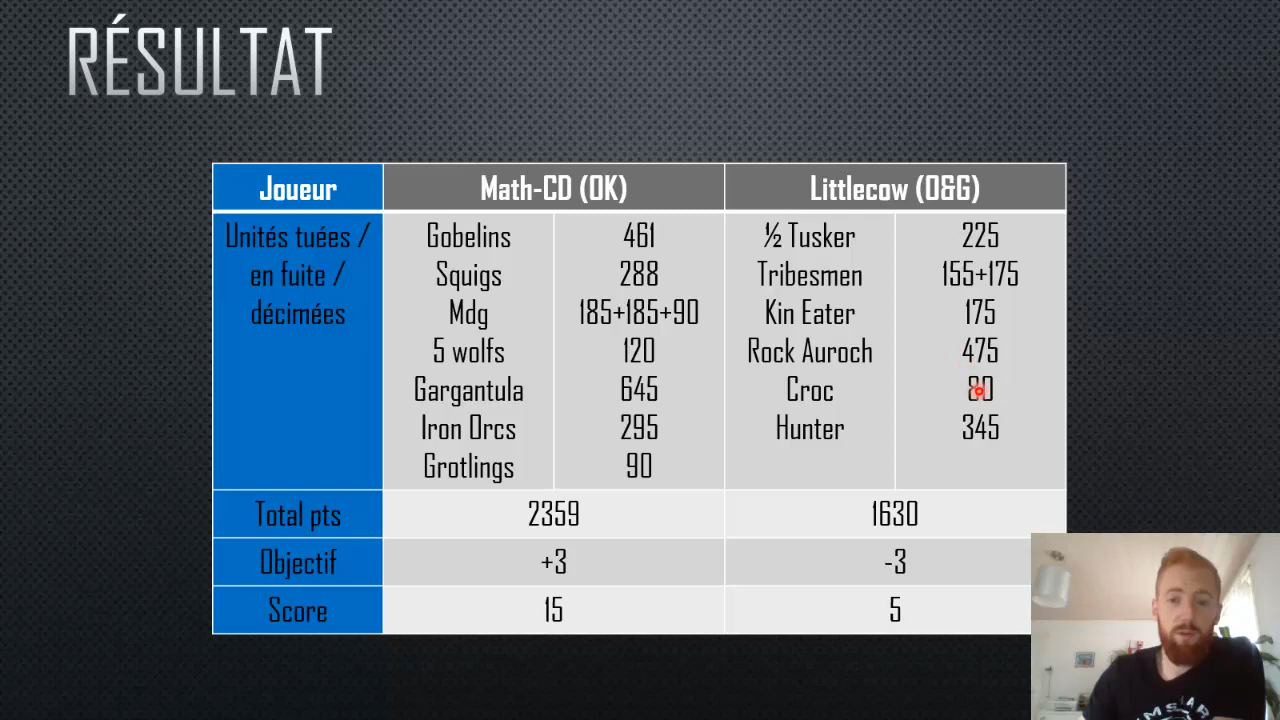 RÉSULTAT
Joueur Math-CD (OK) Littlecow (O&G)
Unités tuées / Gobelins 461 ½ Tusker 225
en fuite / Squigs 288 Tribesmen 155+175
décimées Mdg 185+185+90 Kin Eater 175
5 wolfs 120 Rock Auroch 475
Gargantula 645 Croc 80
Iron Orcs 295 Hunter 345
Grotlings 90
Total pts 2359 1630
Objectif +3 -3
Score 15 5